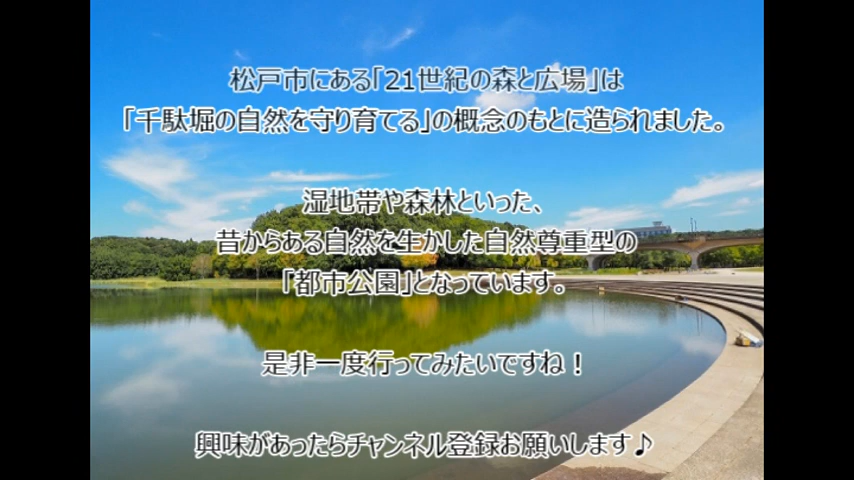 松戸市にある｢21世紀の森と広場｣は
｢千駄堀の自然を守り育てる｣の概念のもとに造られました。
湿地帯や森林といった、
昔からある自然を生かした自然尊重型の
｢都市公園｣となっています。
是非一度行ってみたいですね！
興味があったらチャンネル登録お願いします♪